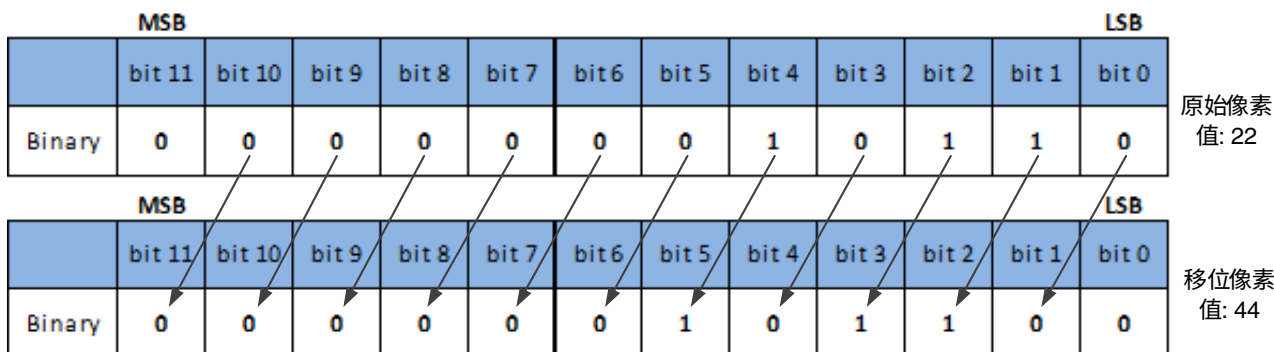 MSB LSB
bit 11 bit 10 bit 9 bit 8 bit 7 bit 6 bit 5 bit 4 bit 3 bit 2 bit 1 bit 0
Binary 0 0 0 0 0 0 0 1 0 1 1 0
原始像素
值: 22
MSB LSB
bit 11 bit 10 bit 9 bit 8 bit 7 bit 6 bit 5 bit 4 bit 3 bit 2 bit 1 bit 0
Binary 0 0 0 0 0 0 1 0 1 1 0 0
移位像素
值: 44